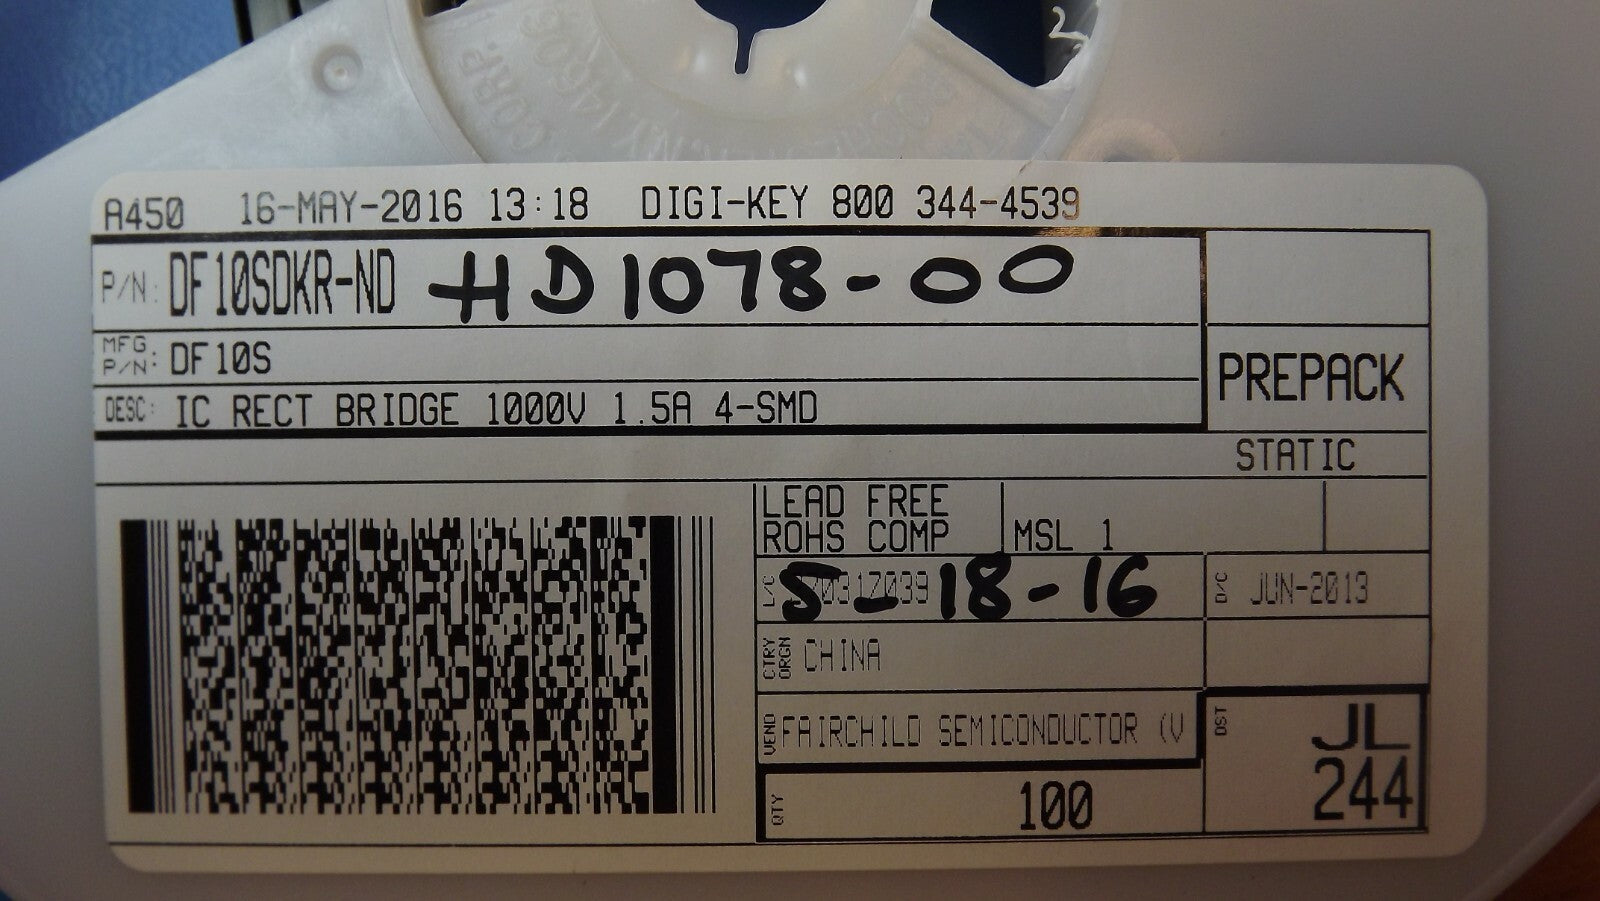 CORP.
A450 16-MAY-2016 13:18 DIGI-KEY 800 344-4539
P/N: DF10SDKR-ND HD1078-00
MFG P/N: DF10S
PREPACK
DESC: IC RECT BRIDGE 1000V 1.5A 4-SMD
STATIC
LEAD FREE
ROHS COMP
MSL 1
L/C 5-18-16
D/C JUN-2013
CTRY ORGN CHINA
VEND FAIRCHILD SEMICONDUCTOR (V
DST JL
244
QTY 100